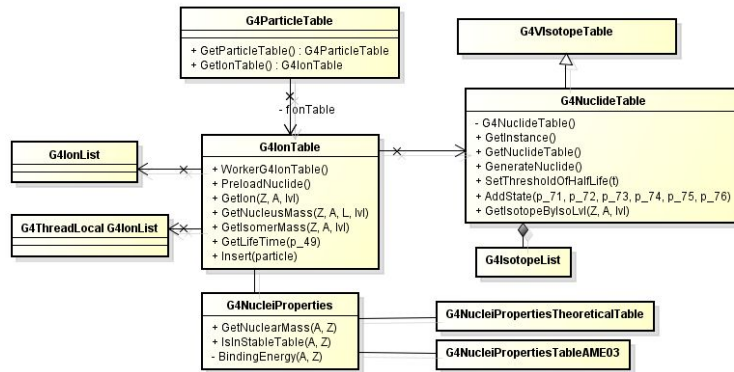 G4ParticleTable
+ GetParticleTable() : G4ParticleTable
+ GetIonTable() : G4IonTable
- fIonTable
G4VIsotopeTable
G4NuclideTable
- G4NuclideTable()
+ GetInstance()
+ GetNuclideTable()
+ GenerateNuclide()
+ SetThresholdOfHalfLife(t)
+ AddState(p_71, p_72, p_73, p_74, p_75, p_76)
+ GetIsotopeByIsoLvl(Z, A, lvl)
G4IsotopeList
G4IonTable
+ WorkerG4IonTable()
+ PreloadNuclide()
+ GetIon(Z, A, lvl)
+ GetNucleusMass(Z, A, L, lvl)
+ GetIsomerMass(Z, A, lvl)
+ GetLifeTime(p_49)
+ Insert(particle)
G4IonList
G4ThreadLocal G4IonList
G4NucleiProperties
+ GetNuclearMass(A, Z)
+ IsInStableTable(A, Z)
- BindingEnergy(A, Z)
G4NucleiPropertiesTheoreticalTable
G4NucleiPropertiesTableAME03